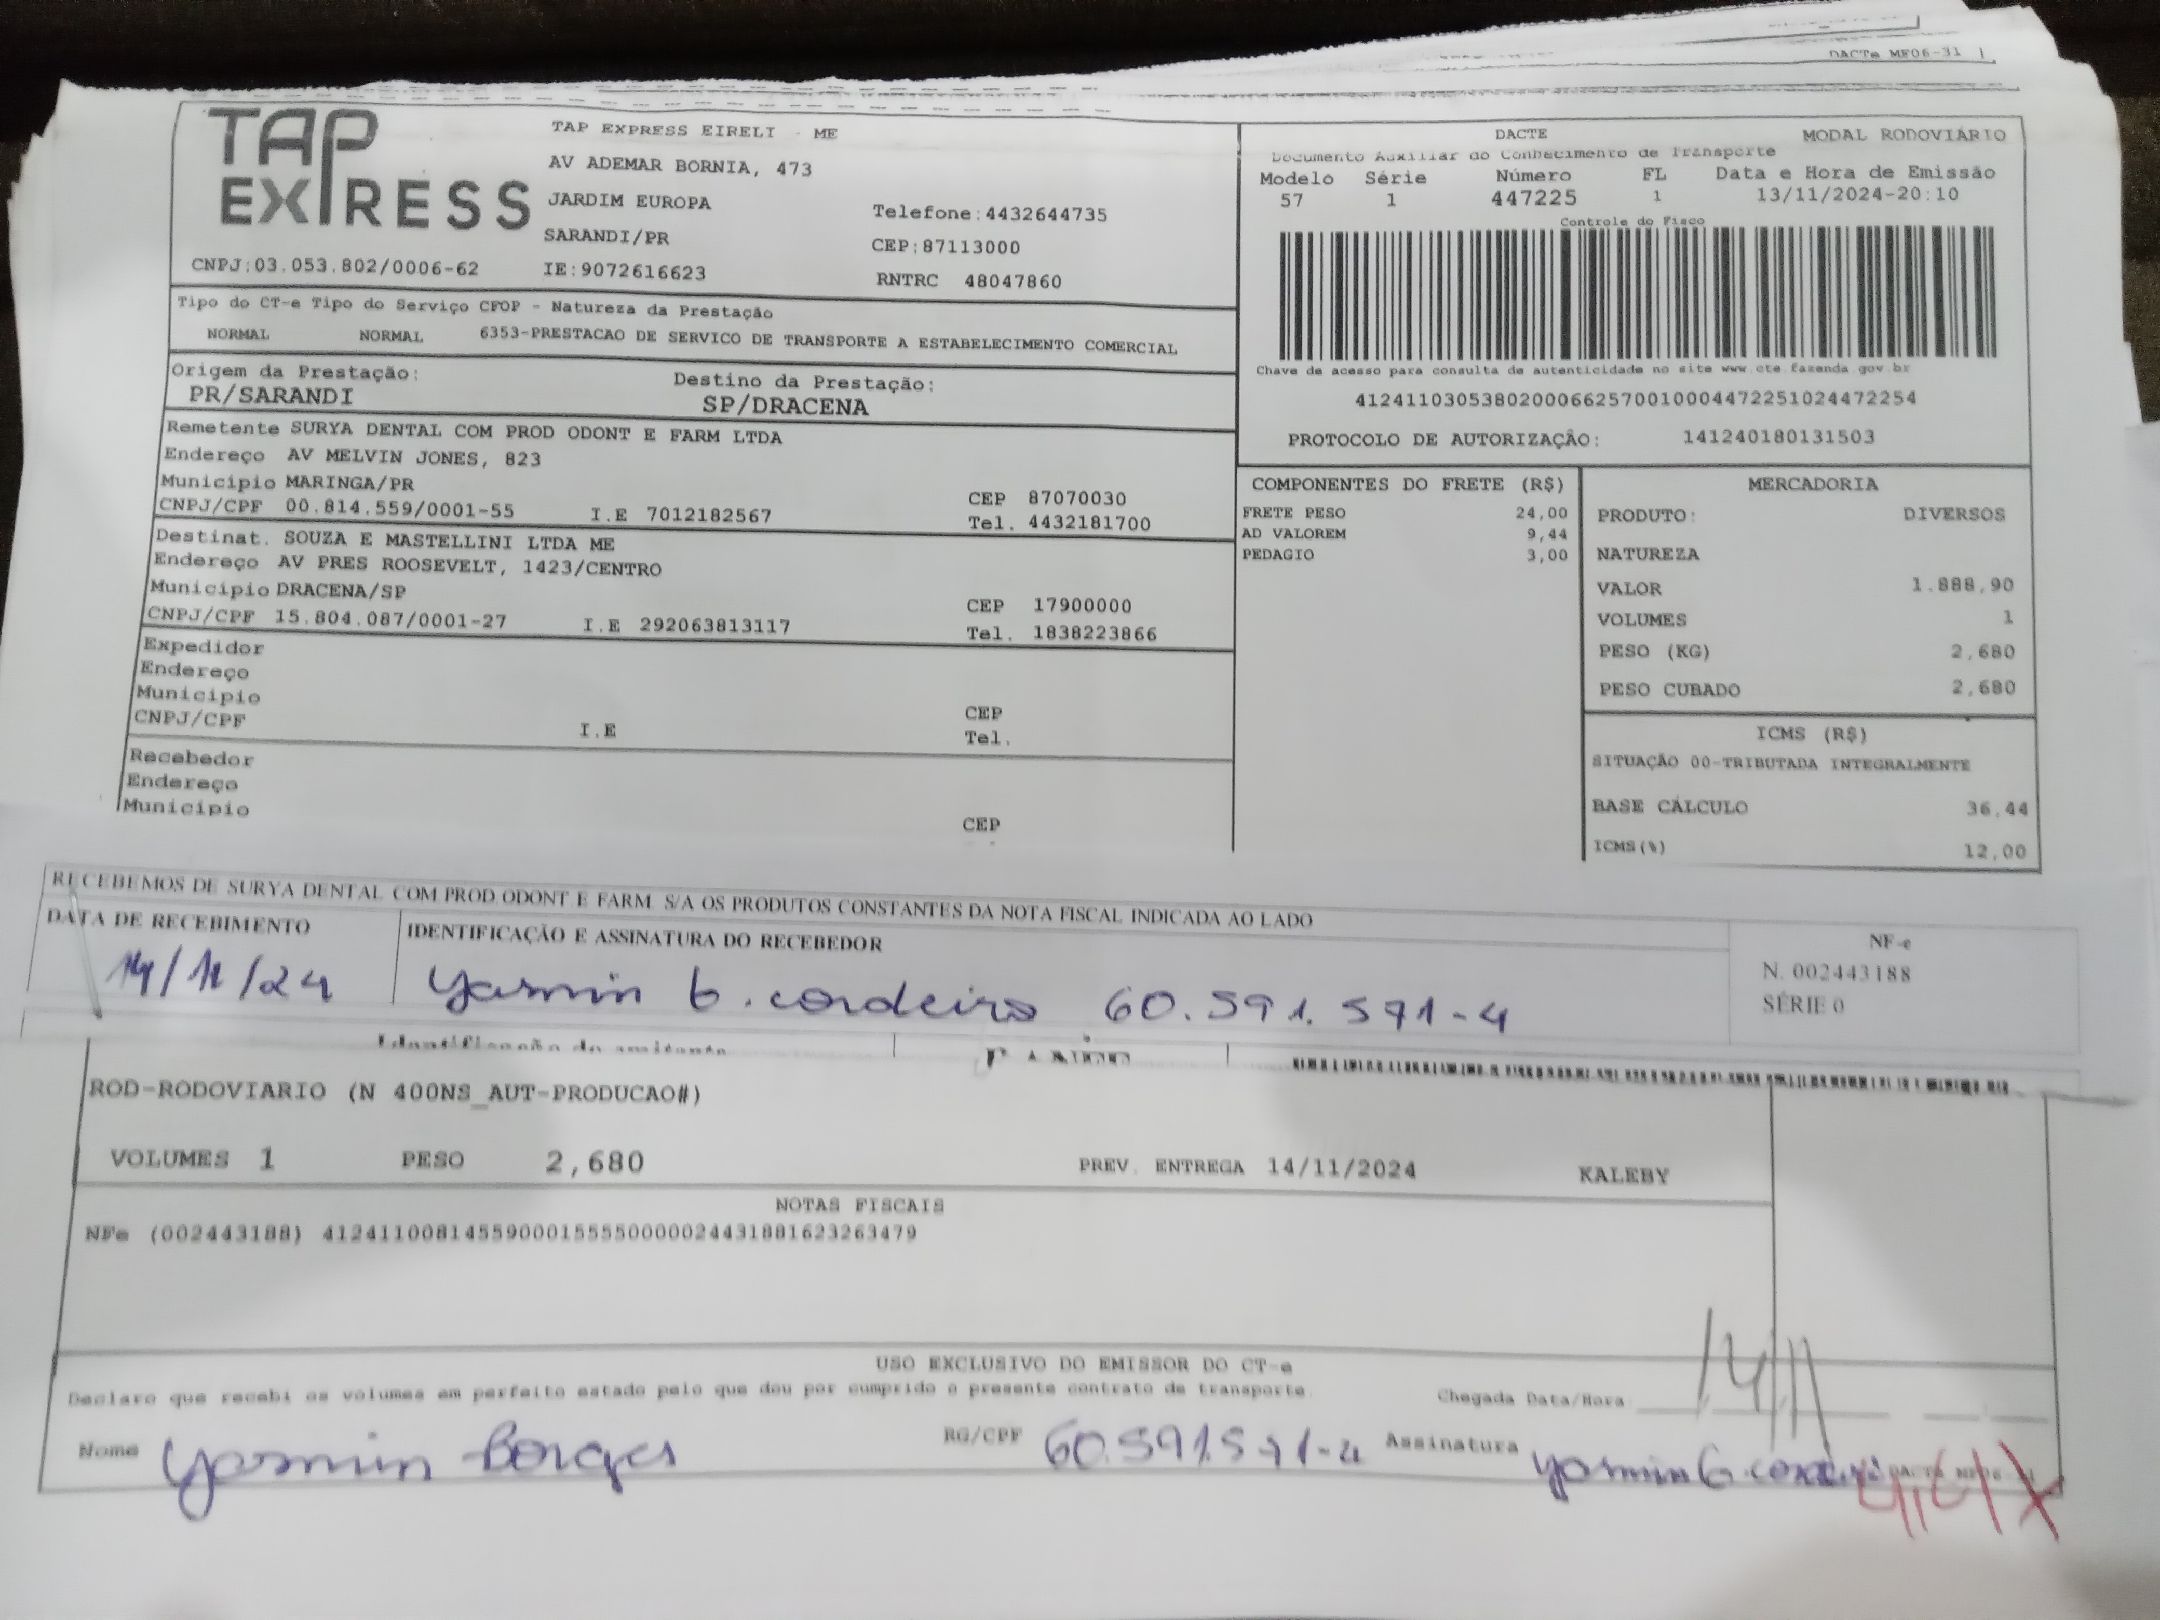 DACTe MF06-31
TAP EXPRESS
TAP EXPRESS EIRELI - ME
AV ADEMAR BORNIA, 473
JARDIM EUROPA
Telefone:4432644735
SARANDI/PR
CEP:87113000
CNPJ:03.053.802/0006-62
IE:9072616623
RNTRC 48047860
DACTE
MODAL RODOVIÁRIO
Documento Auxiliar do Conhecimento de Transporte
Modelo Série Número FL Data e Hora de Emissão
57 1 447225 1 13/11/2024-20:10
Controle do Fisco
Chave de acesso para consulta de autenticidade no site www.cte.fazenda.gov.br
41241103053802000662570010004472251024472254
PROTOCOLO DE AUTORIZAÇÃO: 141240180131503
Tipo do CT-e Tipo do Serviço CFOP - Natureza da Prestação
NORMAL NORMAL 6353-PRESTACAO DE SERVICO DE TRANSPORTE A ESTABELECIMENTO COMERCIAL
Origem da Prestação: Destino da Prestação:
PR/SARANDI SP/DRACENA
Remetente SURYA DENTAL COM PROD ODONT E FARM LTDA
Endereço AV MELVIN JONES, 823
Município MARINGA/PR CEP 87070030
CNPJ/CPF 00.814.559/0001-55 I.E 7012182567 Tel. 4432181700
Destinat. SOUZA E MASTELLINI LTDA ME
Endereço AV PRES ROOSEVELT, 1423/CENTRO
Município DRACENA/SP CEP 17900000
CNPJ/CPF 15.804.087/0001-27 I.E 292063813117 Tel. 1838223866
Expedidor
Endereço
Município CEP
CNPJ/CPF I.E Tel.
Recebedor
Endereço
Município CEP
COMPONENTES DO FRETE (R$)
FRETE PESO 24,00
AD VALOREM 9,44
PEDAGIO 3,00
MERCADORIA
PRODUTO: DIVERSOS
NATUREZA
VALOR 1.888,90
VOLUMES 1
PESO (KG) 2,680
PESO CUBADO 2,680
ICMS (R$)
SITUAÇÃO 00-TRIBUTADA INTEGRALMENTE
BASE CÁLCULO 36,44
ICMS(%) 12,00
RECEBEMOS DE SURYA DENTAL COM PROD ODONT E FARM. S/A OS PRODUTOS CONSTANTES DA NOTA FISCAL INDICADA AO LADO
DATA DE RECEBIMENTO IDENTIFICAÇÃO E ASSINATURA DO RECEBEDOR
14/11/24 Yasmin G. cordeiro 60.591.571-4
NF-e
N. 002443188
SÉRIE 0
Identificação do emitente
ROD-RODOVIARIO (N 400NS_AUT-PRODUCAO#)
VOLUMES 1 PESO 2,680 PREV. ENTREGA 14/11/2024 KALEBY
NOTAS FISCAIS
NFe (002443188) 41241100814559000155550000024431881623263479
USO EXCLUSIVO DO EMISSOR DO CT-e
Declaro que recebi os volumes em perfeito estado pelo que dou por cumprido o presente contrato de transporte.
Chegada Data/Hora 14/11
Nome Yasmin Borges RG/CPF 60.591.571-4 Assinatura Yasmin G. cordeiro